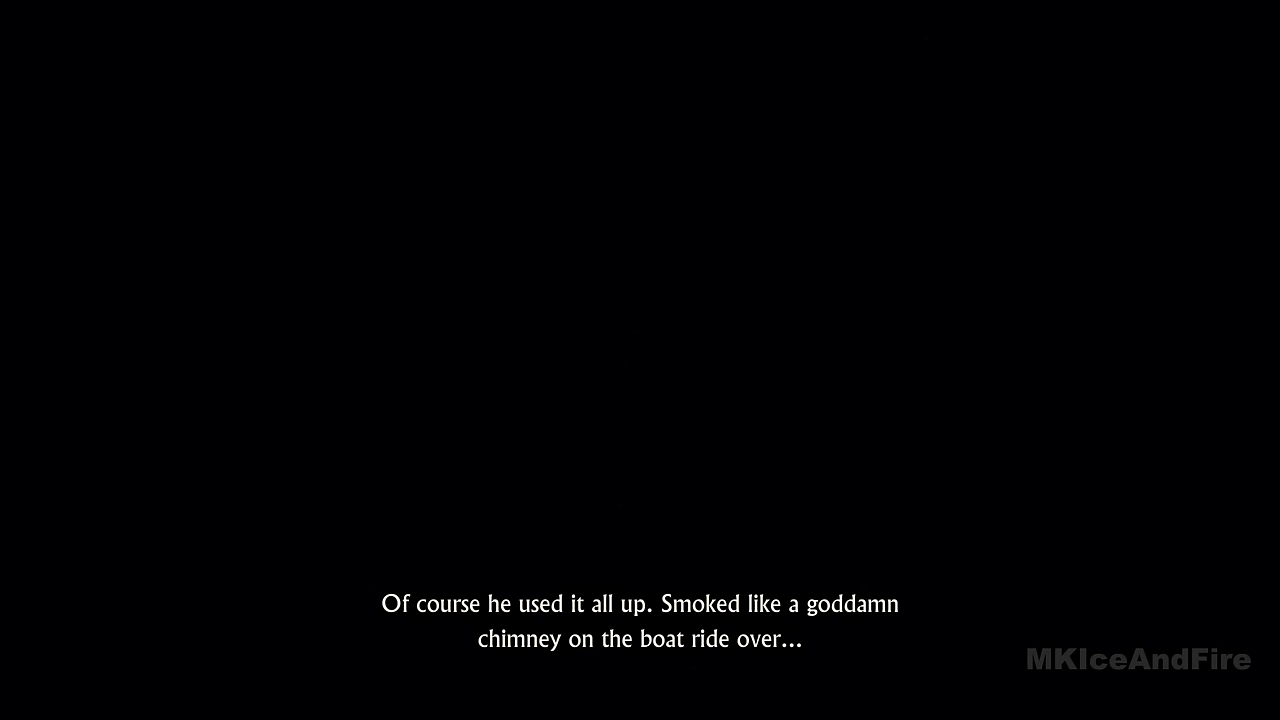 Of course he used it all up. Smoked like a goddamn
chimney on the boat ride over...
MKIceAndFire